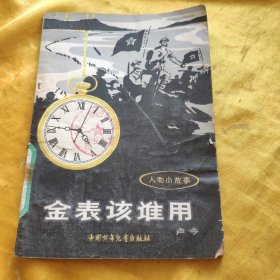 人物小故事
金表该谁用
卢今
中国少年儿童出版社